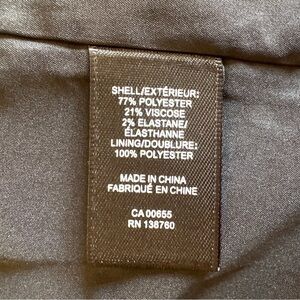 SHELL/EXTÉRIEUR:
77% POLYESTER
21% VISCOSE
2% ELASTANE/
ÉLASTHANNE
LINING/DOUBLURE:
100% POLYESTER
MADE IN CHINA
FABRIQUÉ EN CHINE
CA 00655
RN 138760